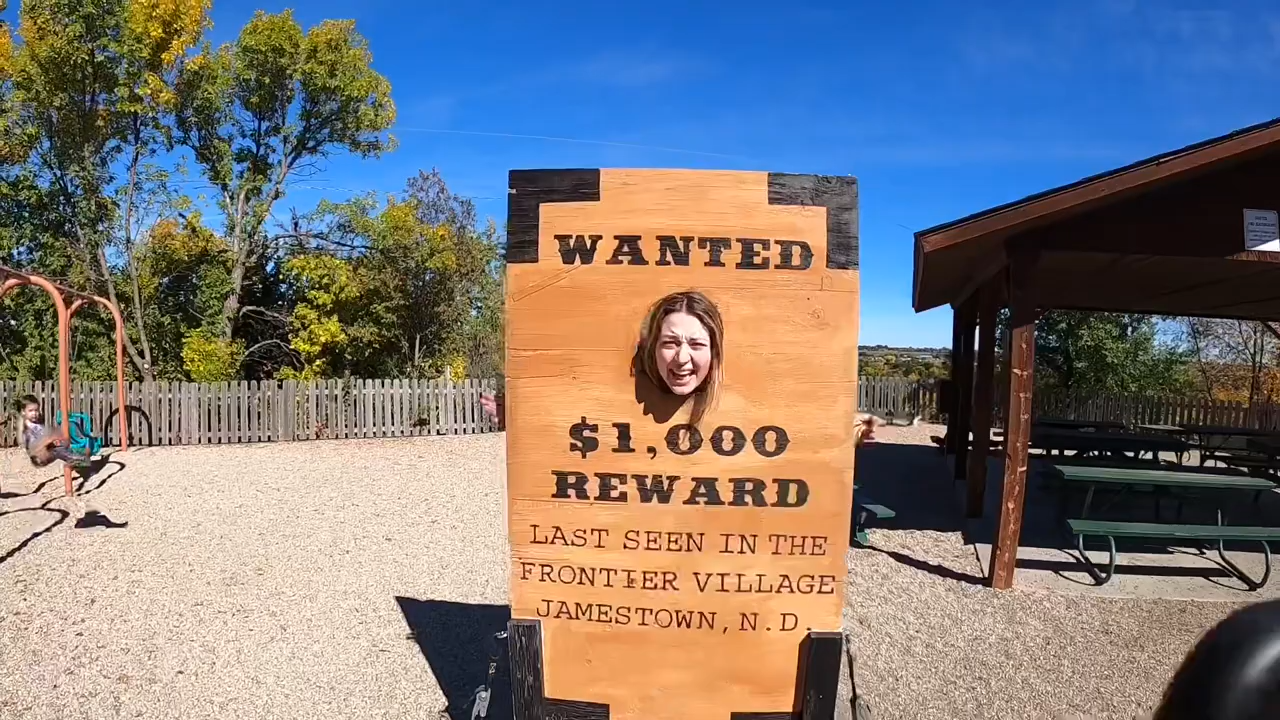 WANTED
$1,000
REWARD
LAST SEEN IN THE
FRONTIER VILLAGE
JAMESTOWN, N.D.